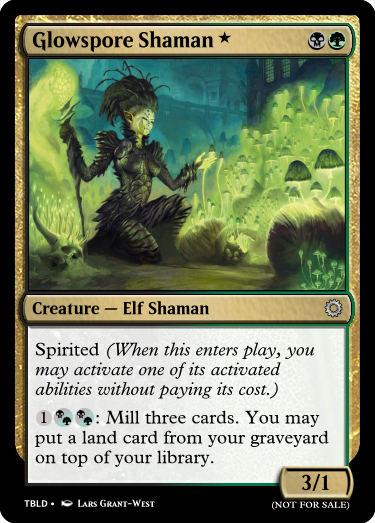 Glowspore Shaman ★
Creature — Elf Shaman
Spirited (When this enters play, you
may activate one of its activated
abilities without paying its cost.)
1: Mill three cards. You may
put a land card from your graveyard
on top of your library.
3/1
TBLD • Lars Grant-West
(NOT FOR SALE)